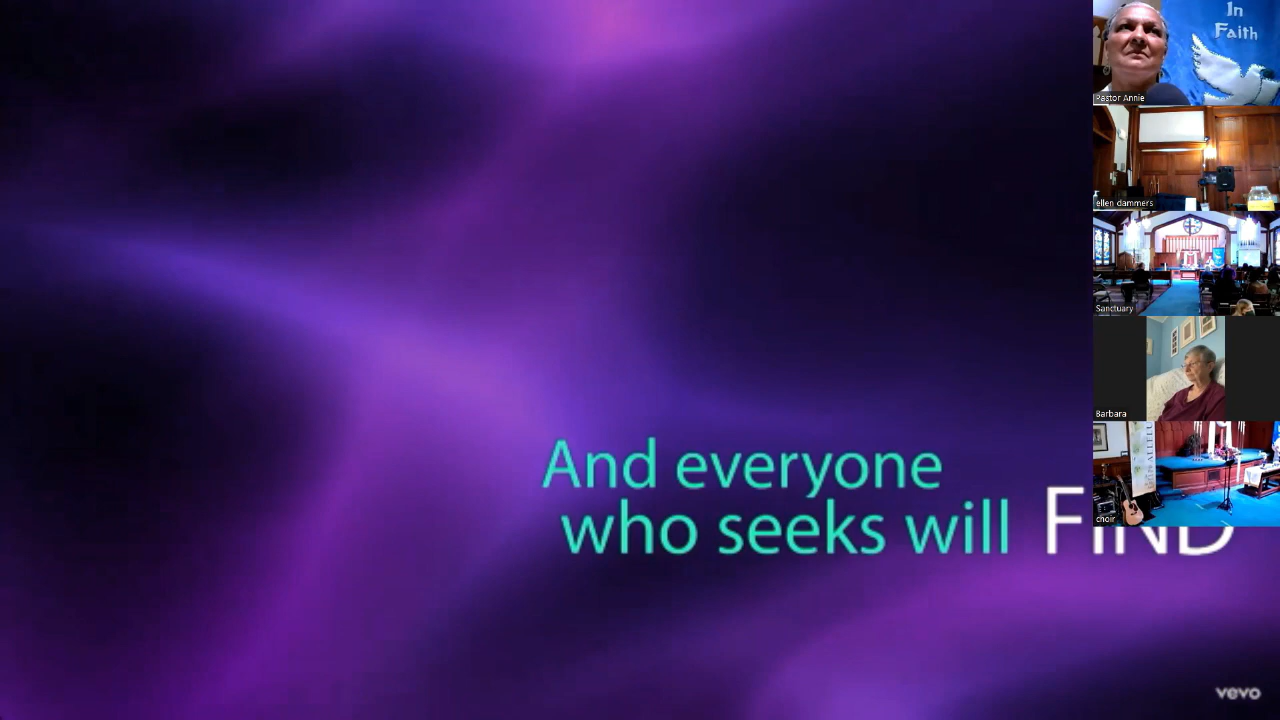 And everyone
who seeks will FIND
In
Faith
Pastor Annie
ellen dammers
Sanctuary
Barbara
choir
vevo